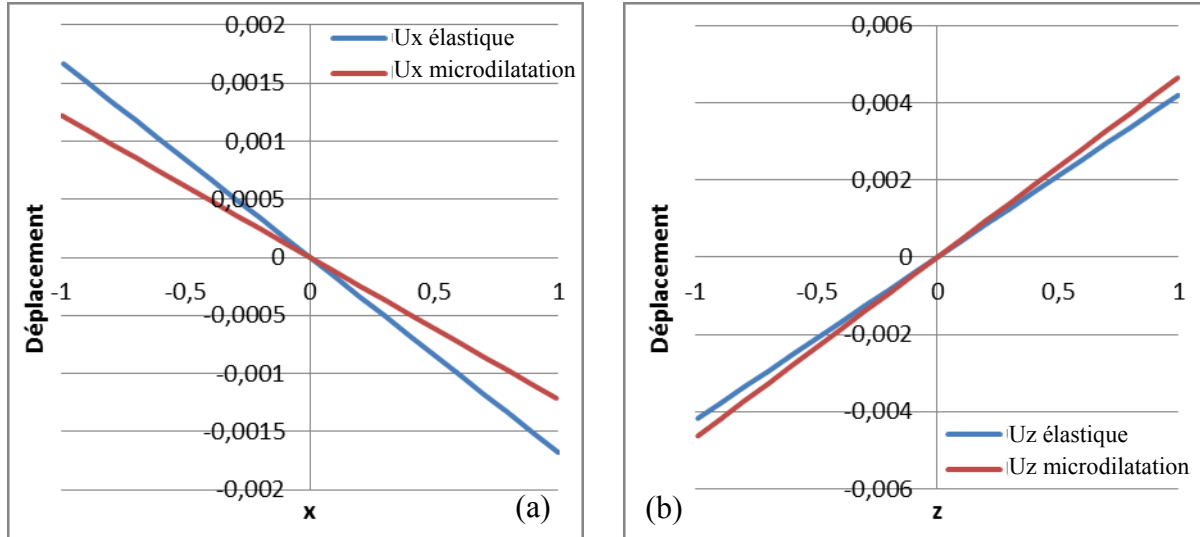 0,002
Ux élastique
Ux microdilatation
0,0015
0,001
0,0005
0
-1
-0,5
0
0,5
1
-0,0005
-0,001
-0,0015
-0,002
Déplacement
x
(a)
0,006
0,004
0,002
0
-1
-0,5
0
0,5
1
-0,002
-0,004
Uz élastique
Uz microdilatation
-0,006
Déplacement
(b)
z